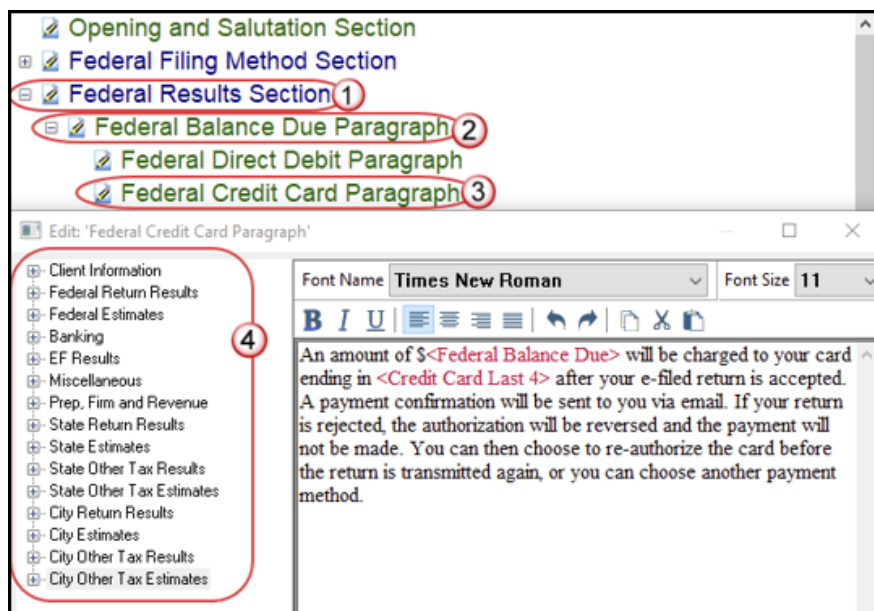 Opening and Salutation Section
Federal Filing Method Section
Federal Results Section 1
Federal Balance Due Paragraph 2
Federal Direct Debit Paragraph
Federal Credit Card Paragraph 3
Edit: 'Federal Credit Card Paragraph'
Client Information
Federal Return Results
Federal Estimates
Banking
EF Results
Miscellaneous
Prep, Firm and Revenue
State Return Results
State Estimates
State Other Tax Results
State Other Tax Estimates
City Return Results
City Estimates
City Other Tax Results
City Other Tax Estimates
4
Font Name Times New Roman Font Size 11
B I U
An amount of $<Federal Balance Due> will be charged to your card
ending in <Credit Card Last 4> after your e-filed return is accepted.
A payment confirmation will be sent to you via email. If your return
is rejected, the authorization will be reversed and the payment will
not be made. You can then choose to re-authorize the card before
the return is transmitted again, or you can choose another payment
method.